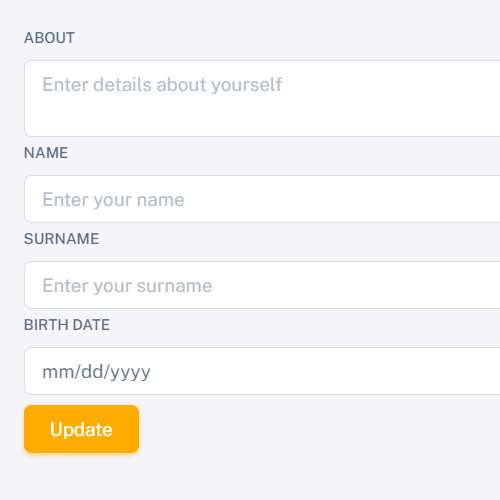 ABOUT
Enter details about yourself
NAME
Enter your name
SURNAME
Enter your surname
BIRTH DATE
mm/dd/yyyy
Update